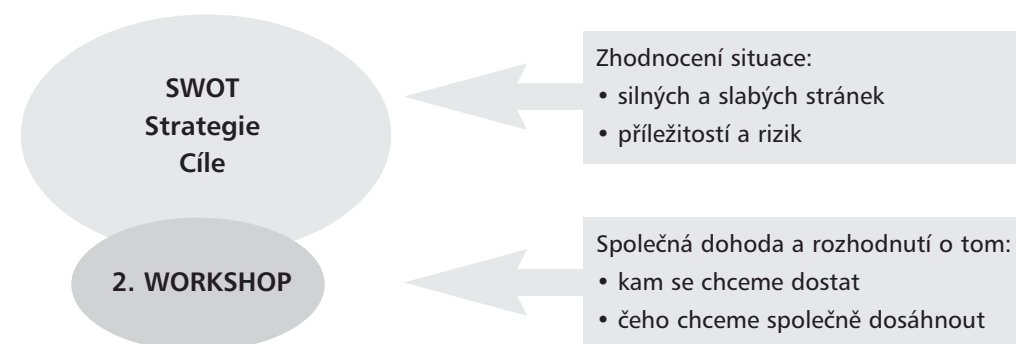 SWOT
Strategie
Cíle
Zhodnocení situace:
• silných a slabých stránek
• příležitostí a rizik
2. WORKSHOP
Společná dohoda a rozhodnutí o tom:
• kam se chceme dostat
• čeho chceme společně dosáhnout